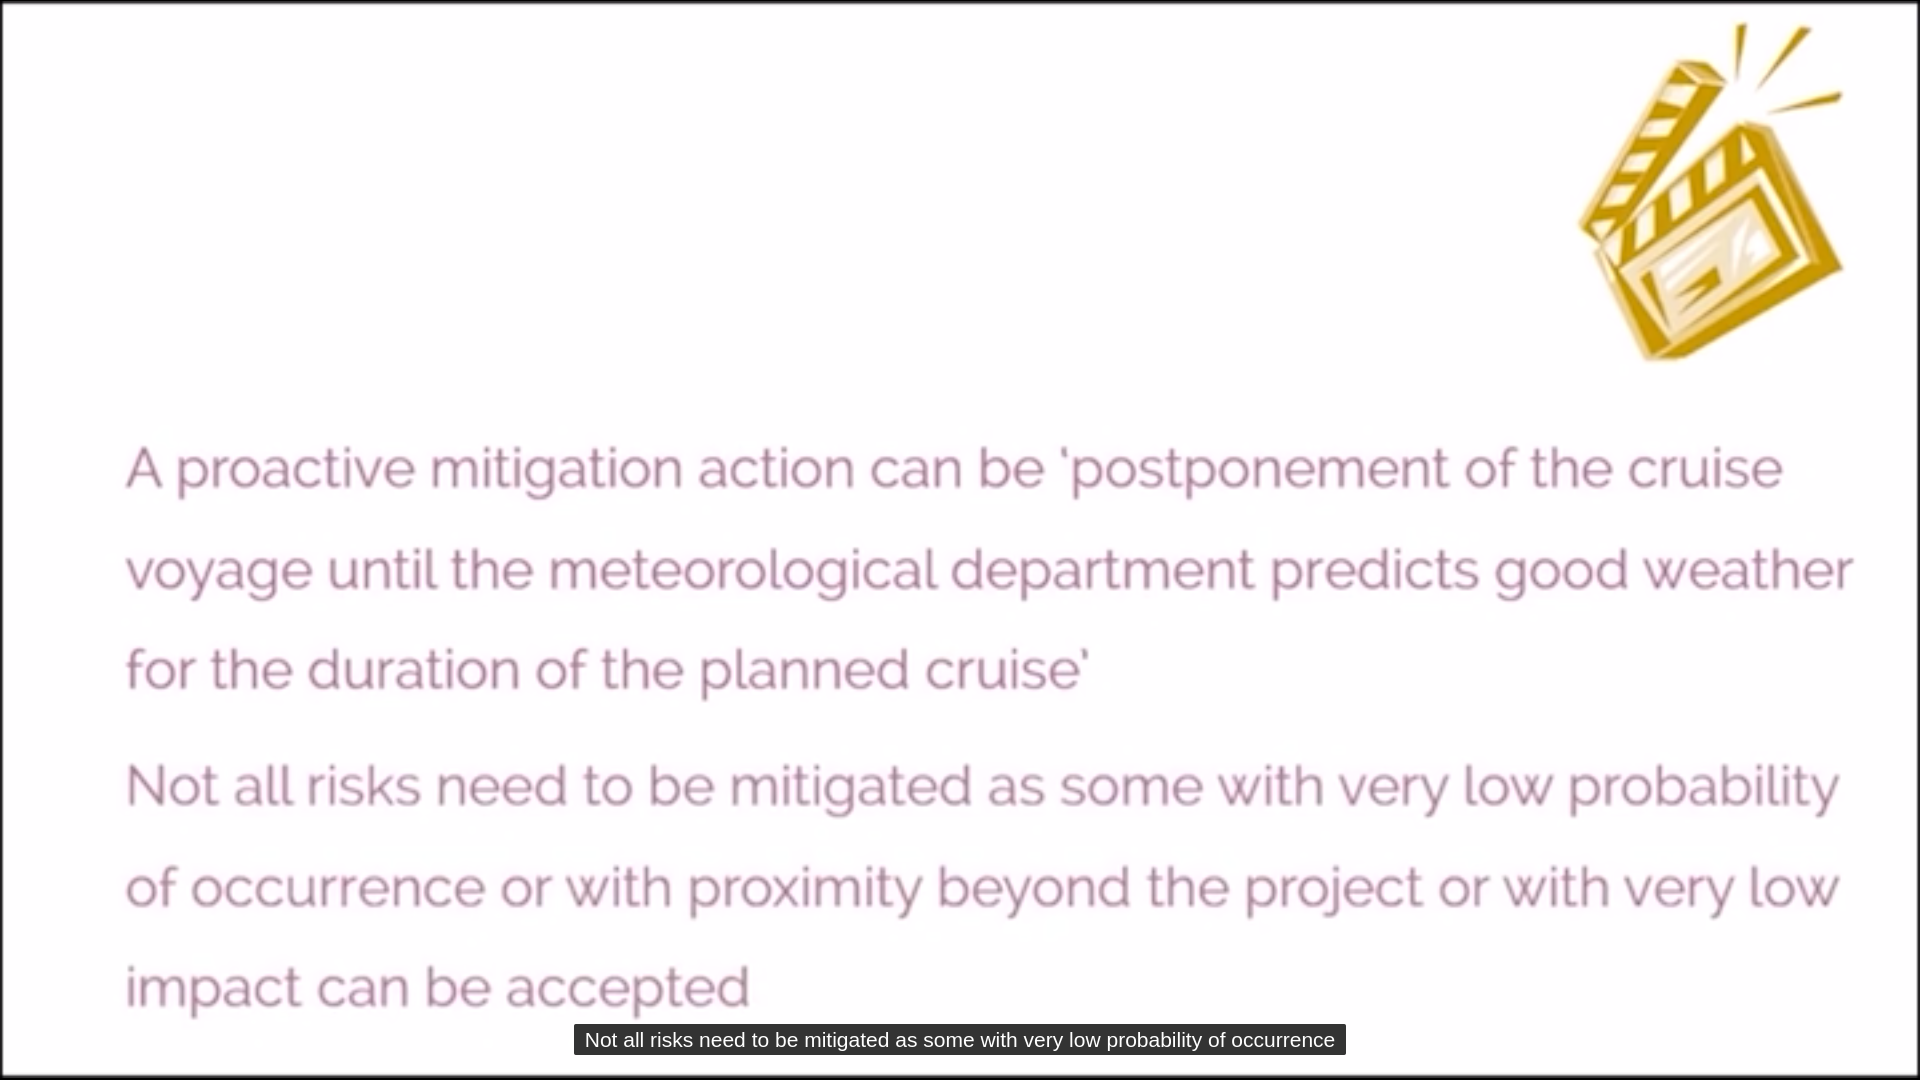 A proactive mitigation action can be ‘postponement of the cruise
voyage until the meteorological department predicts good weather
for the duration of the planned cruise’
Not all risks need to be mitigated as some with very low probability
of occurrence or with proximity beyond the project or with very low
impact can be accepted
Not all risks need to be mitigated as some with very low probability of occurrence